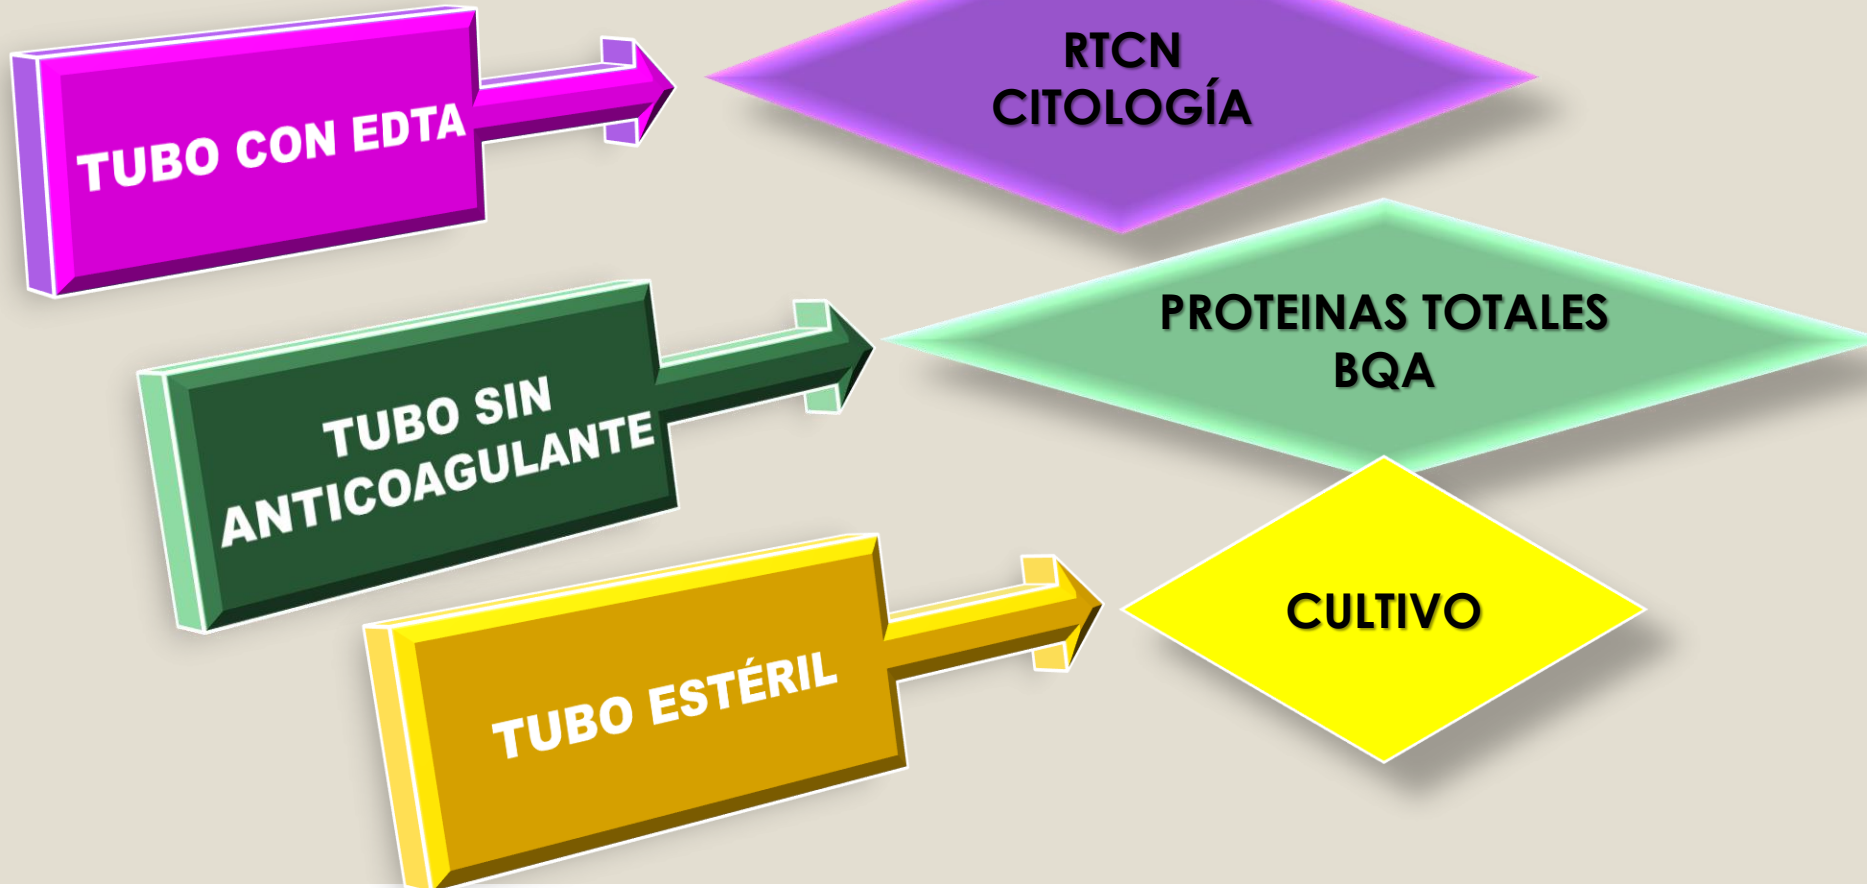 TUBO CON EDTA
RTCN
CITOLOGÍA
TUBO SIN
ANTICOAGULANTE
PROTEINAS TOTALES
BQA
TUBO ESTÉRIL
CULTIVO